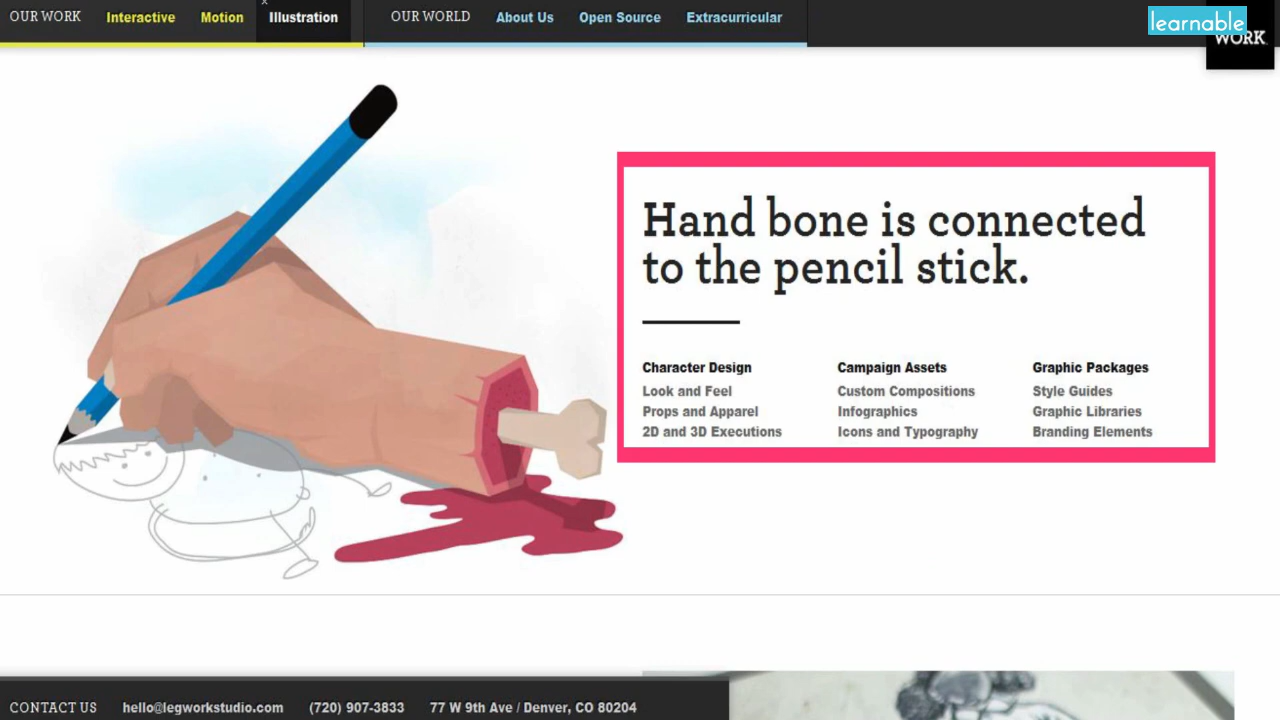 OUR WORK Interactive Motion x Illustration OUR WORLD About Us Open Source Extracurricular
learnable
WORK
Hand bone is connected
to the pencil stick.
Character Design Campaign Assets Graphic Packages
Look and Feel Custom Compositions Style Guides
Props and Apparel Infographics Graphic Libraries
2D and 3D Executions Icons and Typography Branding Elements
CONTACT US hello@legworkstudio.com (720) 907-3833 77 W 9th Ave / Denver, CO 80204